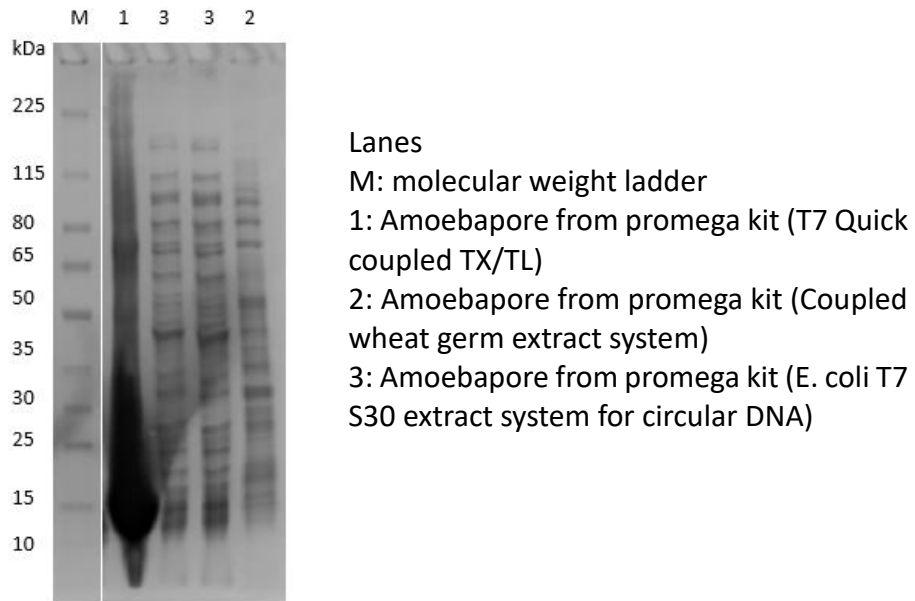 M 1 3 3 2
kDa
225
115
80
65
50
35
30
25
15
10
Lanes
M: molecular weight ladder
1: Amoebapore from promega kit (T7 Quick
coupled TX/TL)
2: Amoebapore from promega kit (Coupled
wheat germ extract system)
3: Amoebapore from promega kit (E. coli T7
S30 extract system for circular DNA)